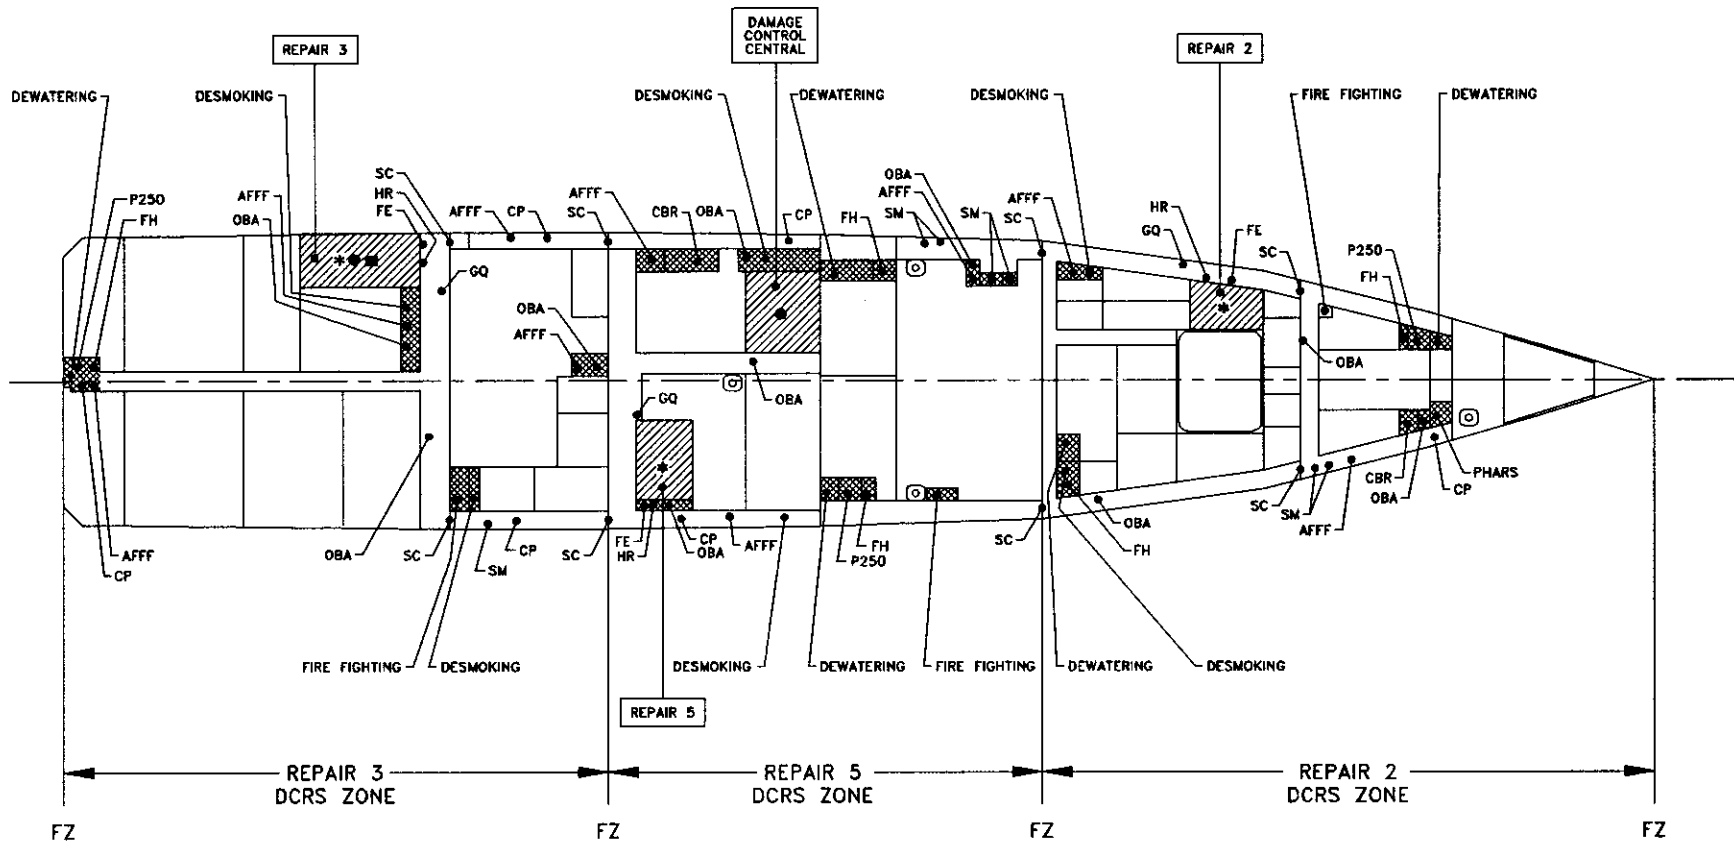 DAMAGE
CONTROL
CENTRAL
REPAIR 3
REPAIR 2
DEWATERING
DESMOKING
DESMOKING
DEWATERING
DESMOKING
FIRE FIGHTING
DEWATERING
SC
HR
FE
AFFF
OBA
P250
FH
AFFF
CP
SC
AFFF
CBR
OBA
CP
FH
OBA
AFFF
SM
SM
SC
AFFF
HR
GQ
FE
SC
P250
FH
GQ
OBA
AFFF
OBA
OBA
GQ
AFFF
CP
OBA
SC
SM
CP
SC
FE
HR
CP
OBA
AFFF
FH
P250
SC
OBA
FH
SC
SM
AFFF
CBR
OBA
PHARS
CP
FIRE FIGHTING
DESMOKING
DESMOKING
DEWATERING
FIRE FIGHTING
DEWATERING
DESMOKING
REPAIR 5
REPAIR 3
DCRS ZONE
REPAIR 5
DCRS ZONE
REPAIR 2
DCRS ZONE
FZ
FZ
FZ
FZ